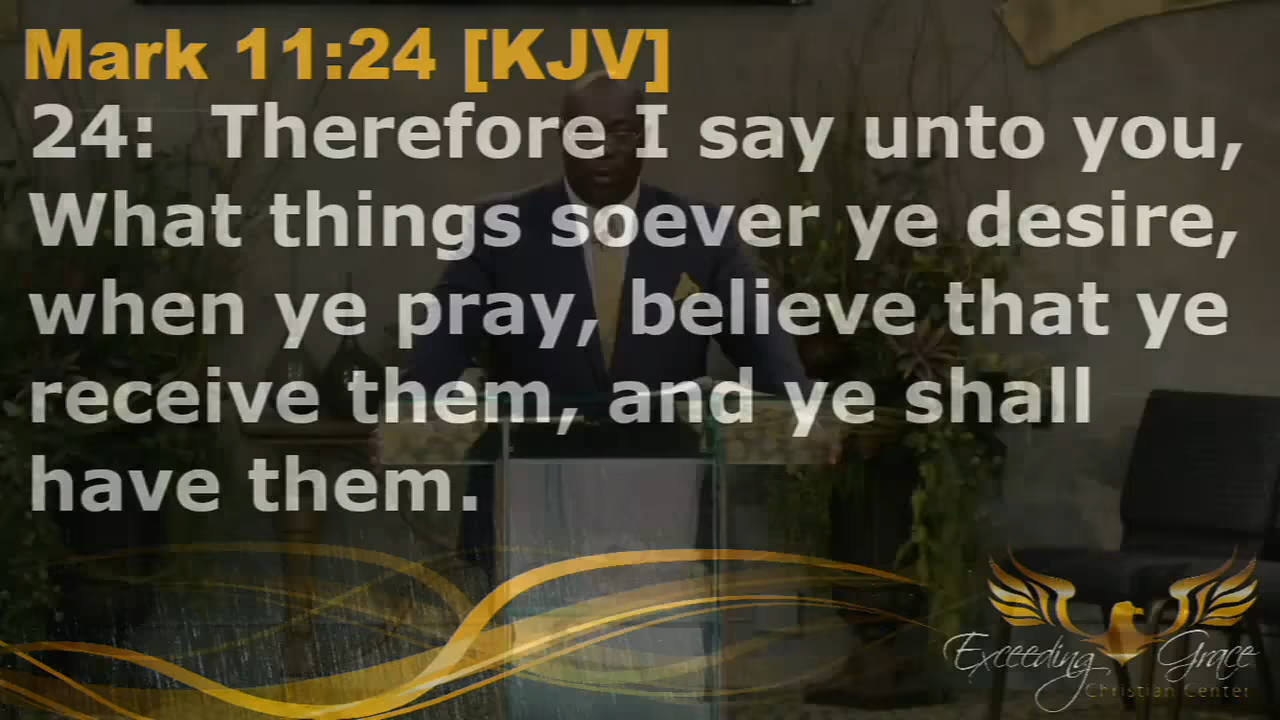 Mark 11:24 [KJV]
24: Therefore I say unto you,
What things soever ye desire,
when ye pray, believe that ye
receive them, and ye shall
have them.
Exceeding Grace
Christian Center